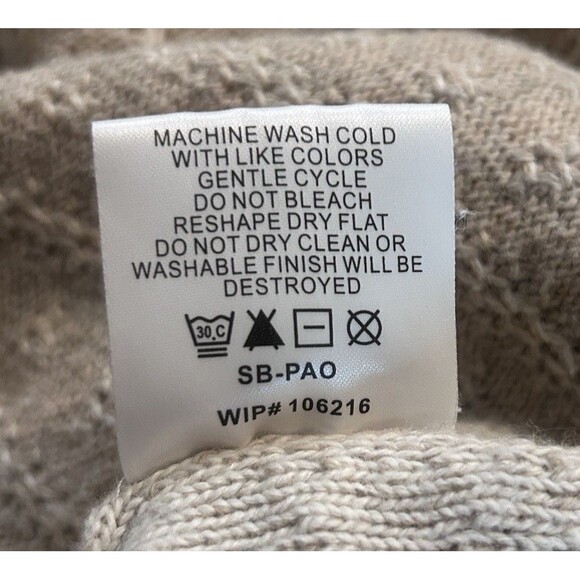 MACHINE WASH COLD
WITH LIKE COLORS
GENTLE CYCLE
DO NOT BLEACH
RESHAPE DRY FLAT
DO NOT DRY CLEAN OR
WASHABLE FINISH WILL BE
DESTROYED
30.C
SB-PAO
WIP# 106216